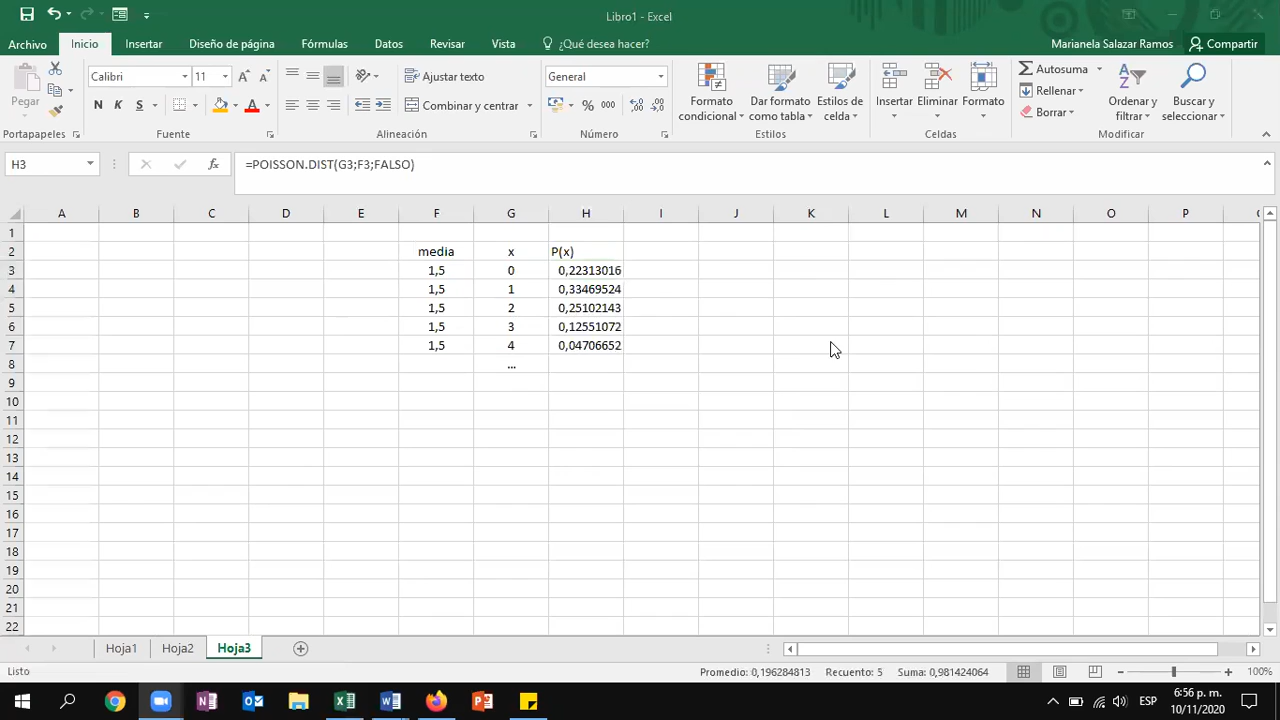 Libro1 - Excel
Archivo Inicio Insertar Diseño de página Fórmulas Datos Revisar Vista ¿Qué desea hacer? Marianela Salazar Ramos Compartir
Pegar
Calibri 11
N K S
Ajustar texto
Combinar y centrar
General
% 000
Formato condicional
Dar formato como tabla
Estilos de celda
Insertar Eliminar Formato
Autosuma
Rellenar
Borrar
Ordenar y filtrar
Buscar y seleccionar
Portapapeles Fuente Alineación Número Estilos Celdas Modificar
H3 fx =POISSON.DIST(G3;F3;FALSO)
A B C D E F G H I J K L M N O P
1
2 media x P(x)
3 1,5 0 0,22313016
4 1,5 1 0,33469524
5 1,5 2 0,25102143
6 1,5 3 0,12551072
7 1,5 4 0,04706652
8 ...
9
10
11
12
13
14
15
16
17
18
19
20
21
22
Hoja1 Hoja2 Hoja3
Listo Promedio: 0,196284813 Recuento: 5 Suma: 0,981424064 100%
ESP
6:56 p. m.
10/11/2020